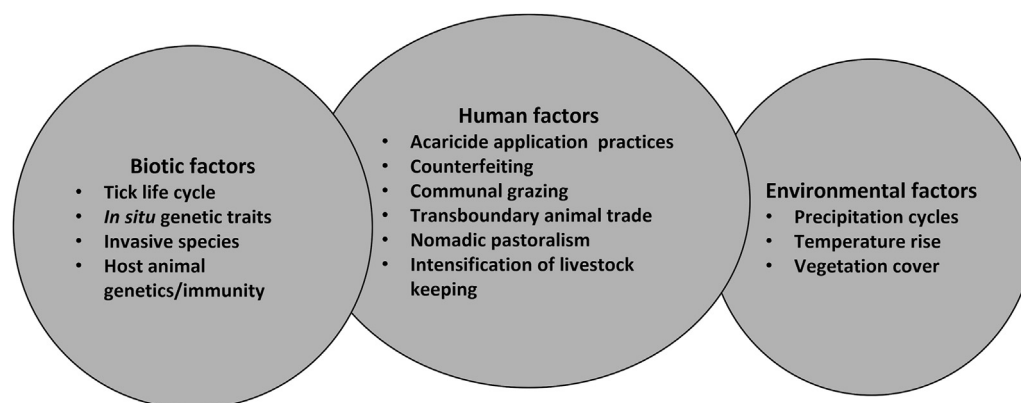 Biotic factors
• Tick life cycle
• In situ genetic traits
• Invasive species
• Host animal
genetics/immunity
Human factors
• Acaricide application practices
• Counterfeiting
• Communal grazing
• Transboundary animal trade
• Nomadic pastoralism
• Intensification of livestock
keeping
Environmental factors
• Precipitation cycles
• Temperature rise
• Vegetation cover